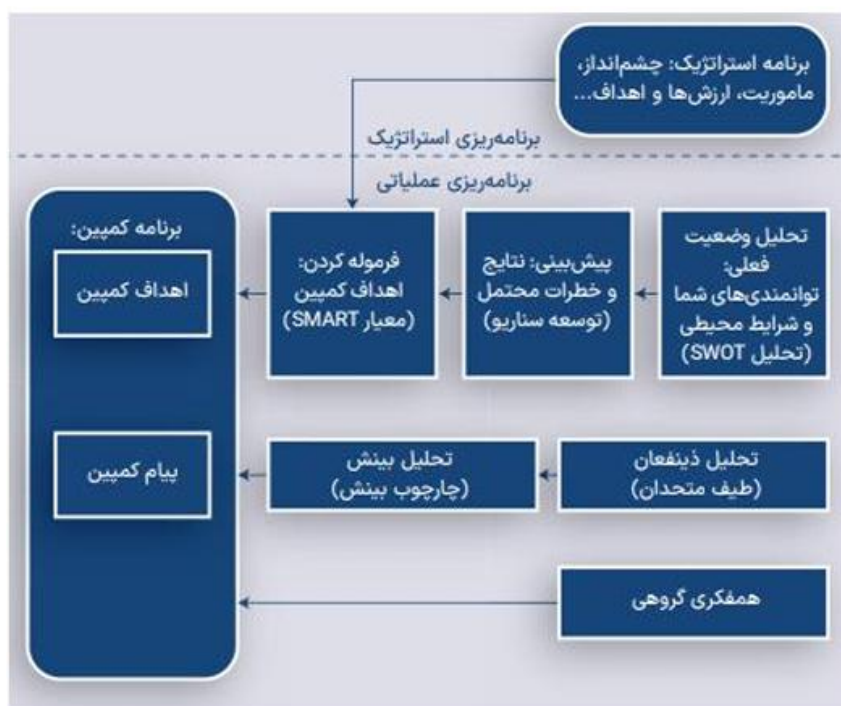 برنامه استراتژیک: چشم‌انداز،
ماموریت، ارزش‌ها و اهداف...
برنامه‌ریزی استراتژیک
برنامه‌ریزی عملیاتی
تحلیل وضعیت
فعلی:
توانمندی‌های شما
و شرایط محیطی
(تحلیل SWOT)
پیش‌بینی: نتایج
و خطرات محتمل
(توسعه سناریو)
فرموله کردن:
اهداف کمپین
(معیار SMART)
برنامه کمپین:
اهداف کمپین
تحلیل ذینفعان
(طیف متحدان)
تحلیل بینش
(چارچوب بینش)
پیام کمپین
همفکری گروهی